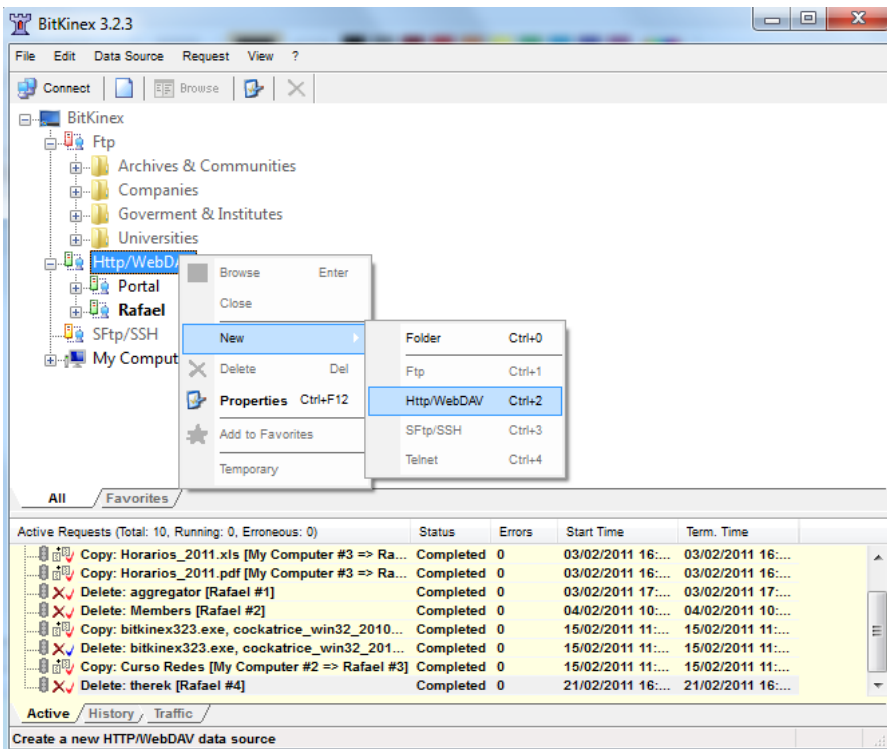 BitKinex 3.2.3
File Edit Data Source Request View ?
Connect Browse
BitKinex
Ftp
Archives & Communities
Companies
Goverment & Institutes
Universities
Http/WebDA
Portal
Rafael
SFtp/SSH
My Comput
Browse Enter
Close
New
Delete Del
Properties Ctrl+F12
Add to Favorites
Temporary
Folder Ctrl+0
Ftp Ctrl+1
Http/WebDAV Ctrl+2
SFtp/SSH Ctrl+3
Telnet Ctrl+4
All Favorites
Active Requests (Total: 10, Running: 0, Erroneous: 0) Status Errors Start Time Term. Time
Copy: Horarios_2011.xls [My Computer #3 => Ra... Completed 0 03/02/2011 16:... 03/02/2011 16:...
Copy: Horarios_2011.pdf [My Computer #3 => Ra... Completed 0 03/02/2011 16:... 03/02/2011 16:...
Delete: aggregator [Rafael #1] Completed 0 03/02/2011 17:... 03/02/2011 17:...
Delete: Members [Rafael #2] Completed 0 04/02/2011 10:... 04/02/2011 10:...
Copy: bitkinex323.exe, cockatrice_win32_2010... Completed 0 15/02/2011 11:... 15/02/2011 11:...
Delete: bitkinex323.exe, cockatrice_win32_201... Completed 0 15/02/2011 11:... 15/02/2011 11:...
Copy: Curso Redes [My Computer #2 => Rafael #3] Completed 0 15/02/2011 11:... 15/02/2011 11:...
Delete: therek [Rafael #4] Completed 0 21/02/2011 16:... 21/02/2011 16:...
Active History Traffic
Create a new HTTP/WebDAV data source